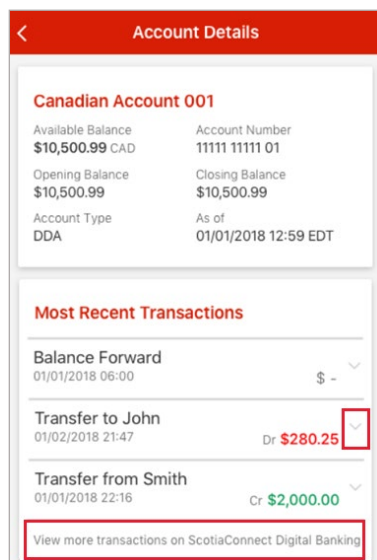 Account Details
Canadian Account 001
Available Balance Account Number
$10,500.99 CAD 11111 11111 01
Opening Balance Closing Balance
$10,500.99 $10,500.99
Account Type As of
DDA 01/01/2018 12:59 EDT
Most Recent Transactions
Balance Forward
01/01/2018 06:00 $ -
Transfer to John
01/02/2018 21:47 Dr $280.25
Transfer from Smith
01/01/2018 22:16 Cr $2,000.00
View more transactions on ScotiaConnect Digital Banking